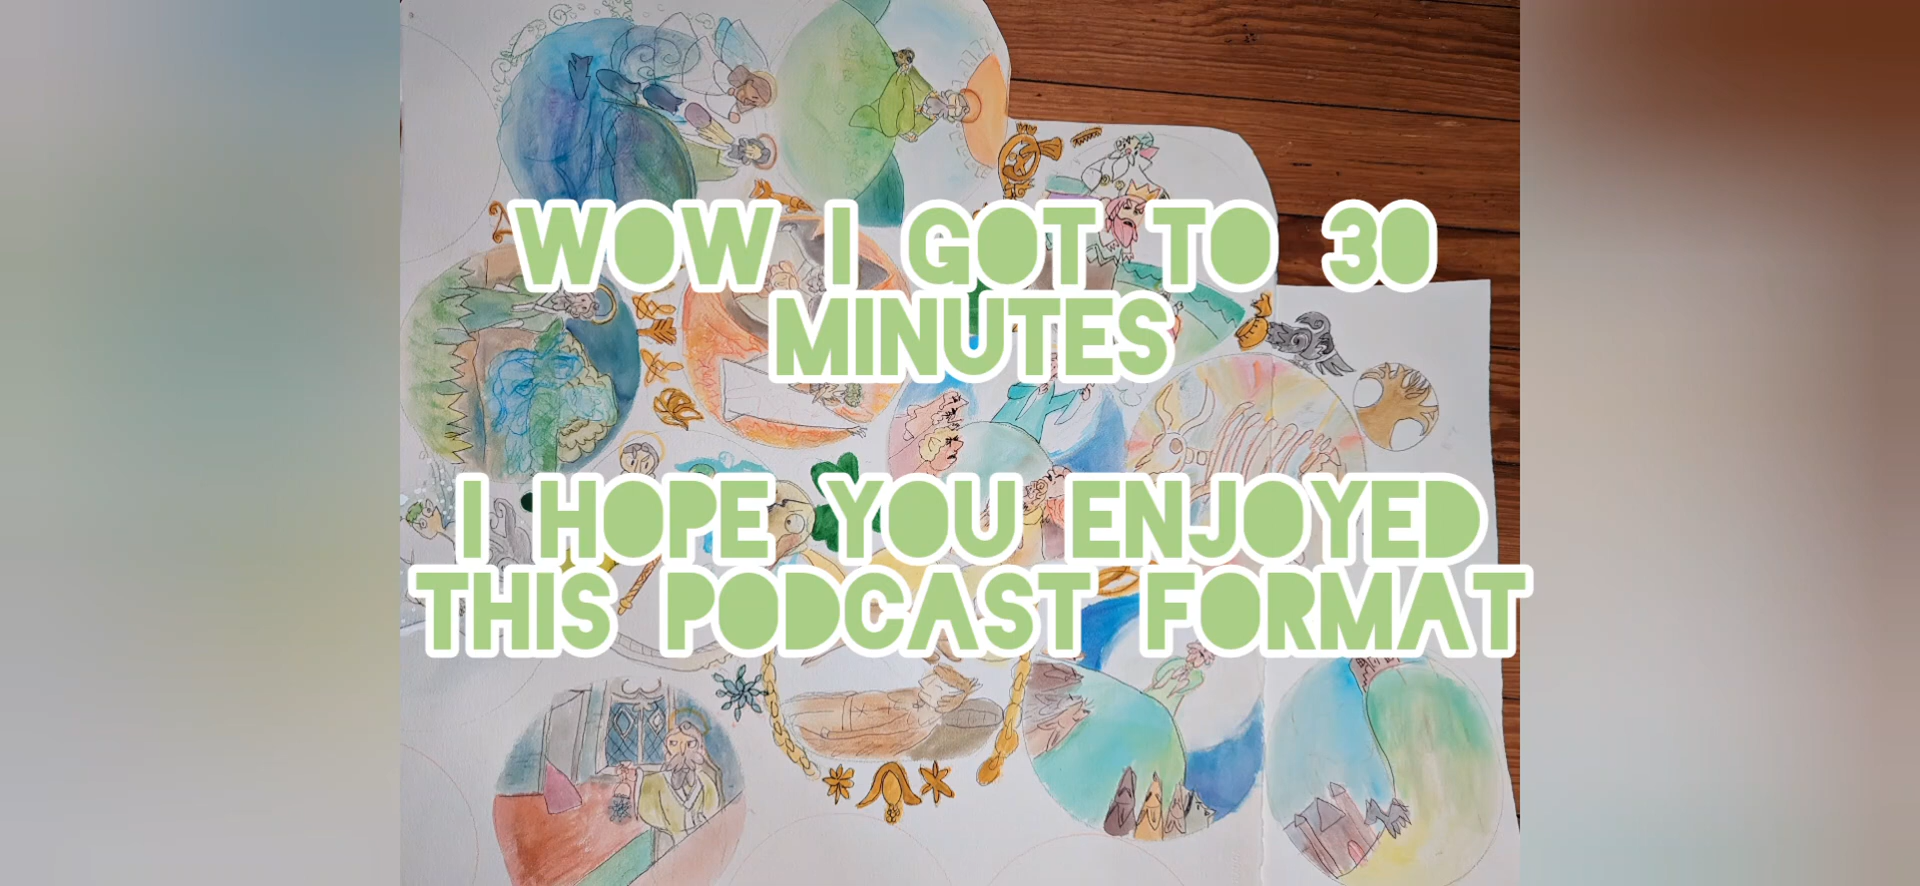 WOW I GOT TO 30
MINUTES
I HOPE YOU ENJOYED
THIS PODCAST FORMAT